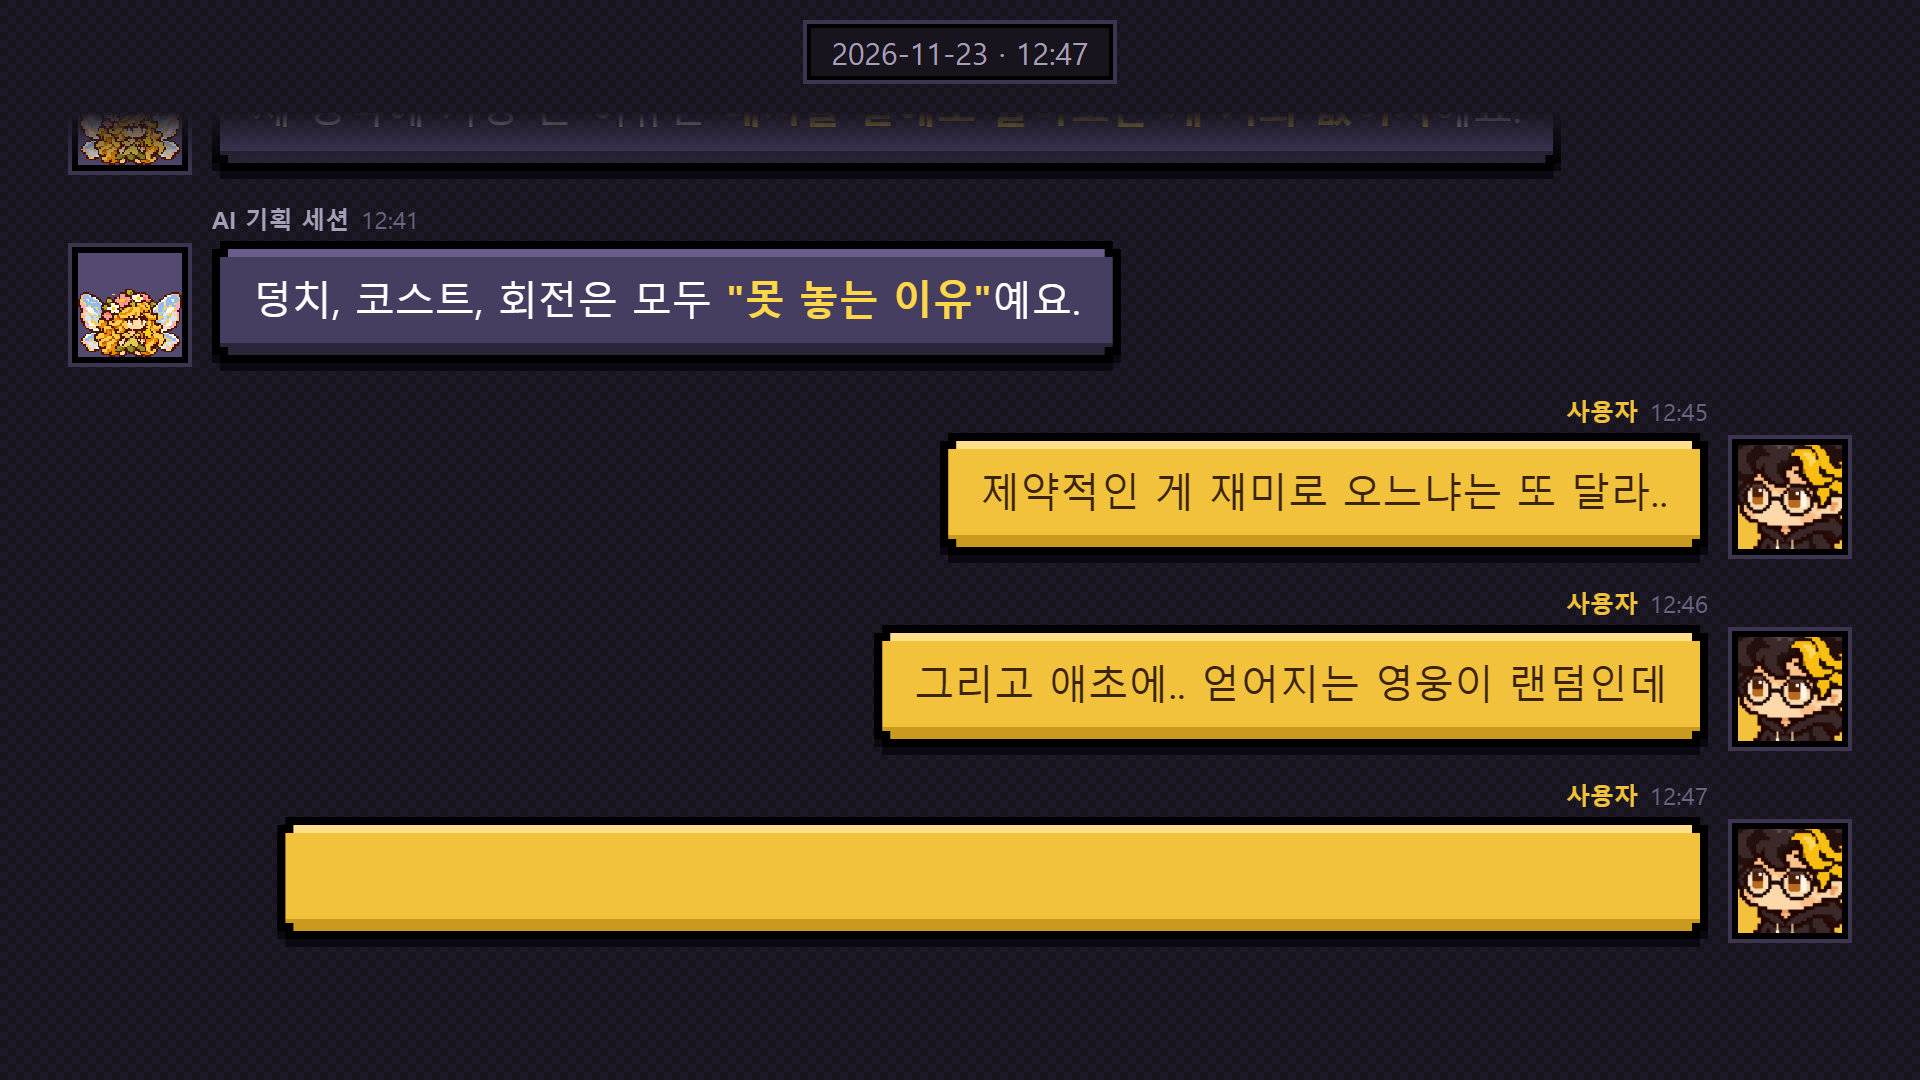 2026-11-23 · 12:47
AI 기획 세션 12:41
덩치, 코스트, 회전은 모두 "못 놓는 이유"예요.
사용자 12:45
제약적인 게 재미로 오느냐는 또 달라..
사용자 12:46
그리고 애초에.. 얻어지는 영웅이 랜덤인데
사용자 12:47